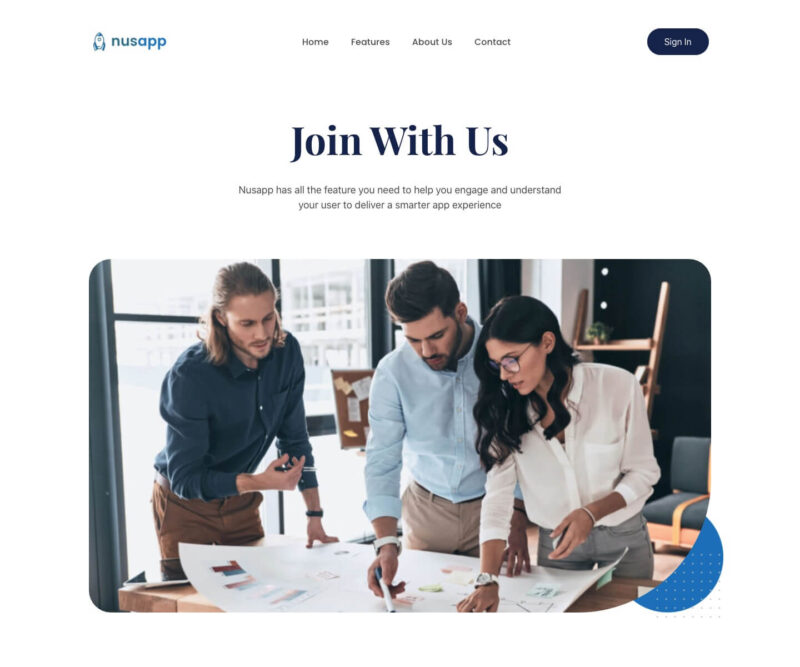 nusapp
Home Features About Us Contact
Sign In
Join With Us
Nusapp has all the feature you need to help you engage and understand
your user to deliver a smarter app experience